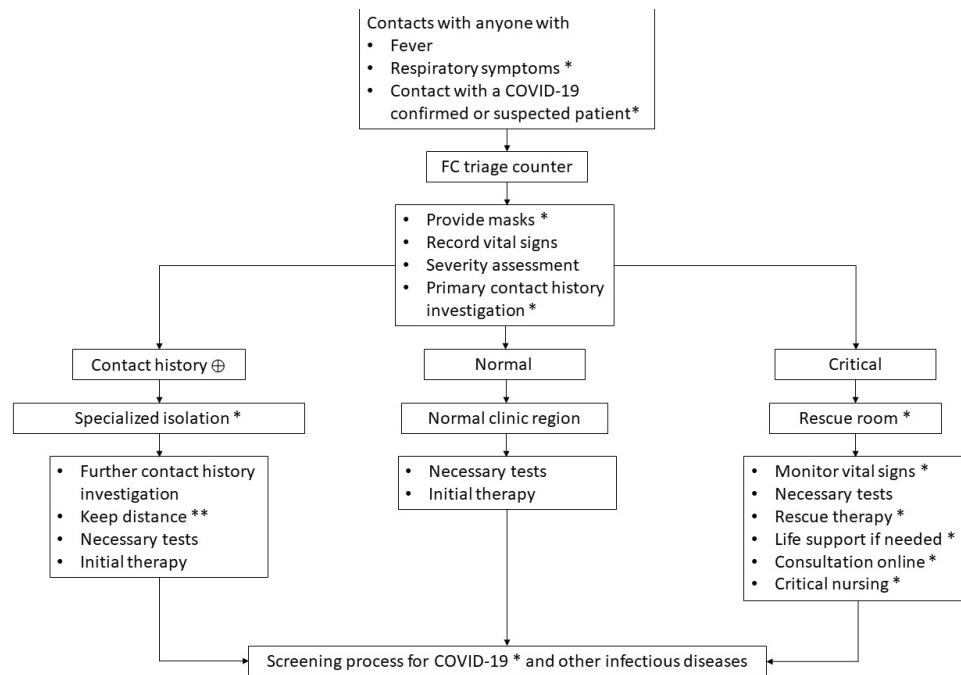 Contacts with anyone with
• Fever
• Respiratory symptoms *
• Contact with a COVID-19
confirmed or suspected patient*
FC triage counter
• Provide masks *
• Record vital signs
• Severity assessment
• Primary contact history
investigation *
Contact history ⊕
Normal
Critical
Specialized isolation *
Normal clinic region
Rescue room *
• Further contact history
investigation
• Keep distance **
• Necessary tests
• Initial therapy
• Necessary tests
• Initial therapy
• Monitor vital signs *
• Necessary tests
• Rescue therapy *
• Life support if needed *
• Consultation online *
• Critical nursing *
Screening process for COVID-19 * and other infectious diseases